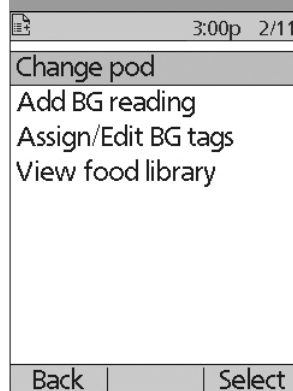 3:00p 2/11
Change pod
Add BG reading
Assign/Edit BG tags
View food library
Back Select